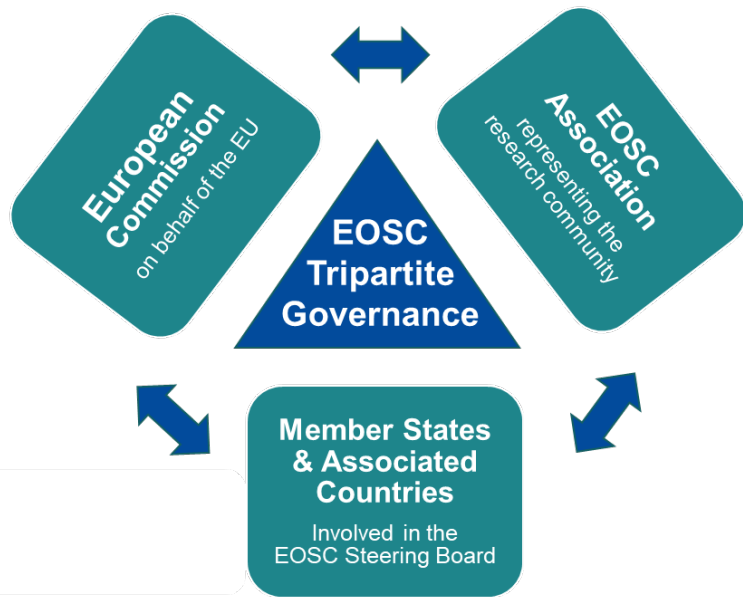 European
Commission
on behalf of the EU
EOSC
Association
representing the
research community
EOSC
Tripartite
Governance
Member States
& Associated
Countries
Involved in the
EOSC Steering Board